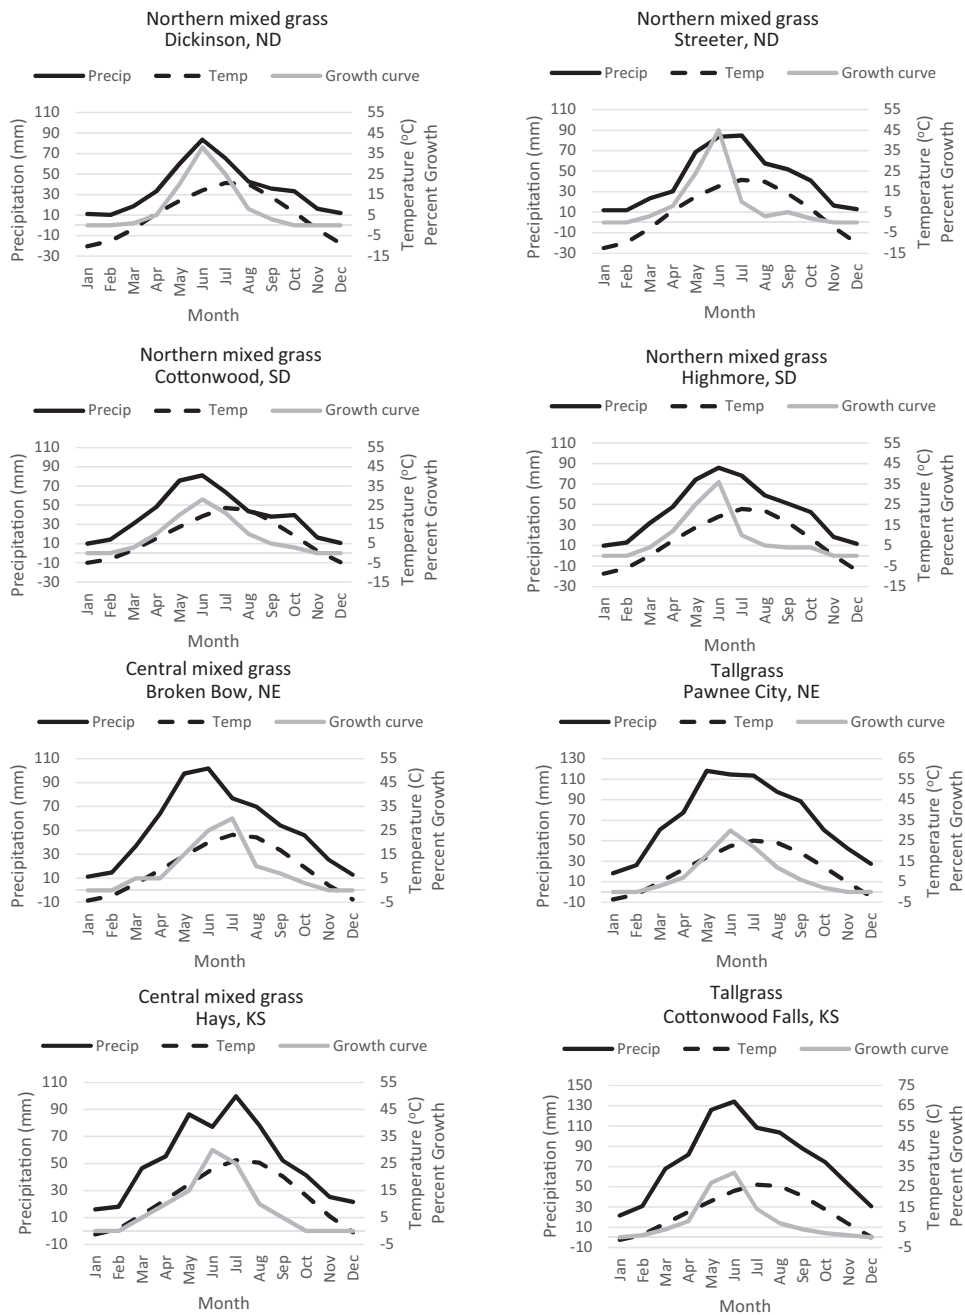 Northern mixed grass
Dickinson, ND
Precip Temp Growth curve
Precipitation (mm)
110
90
70
50
30
10
-10
-30
55
45
35
25
15
5
-5
-15
Temperature (ºC)
Percent Growth
Jan Feb Mar Apr May Jun Jul Aug Sep Oct Nov Dec
Month
Northern mixed grass
Streeter, ND
Precip Temp Growth curve
Precipitation (mm)
110
90
70
50
30
10
-10
-30
55
45
35
25
15
5
-5
-15
Temperature (ºC)
Percent Growth
Jan Feb Mar Apr May Jun Jul Aug Sep Oct Nov Dec
Month
Northern mixed grass
Cottonwood, SD
Precip Temp Growth curve
Precipitation (mm)
110
90
70
50
30
10
-10
-30
55
45
35
25
15
5
-5
-15
Temperature (ºC)
Percent Growth
Jan Feb Mar Apr May Jun Jul Aug Sep Oct Nov Dec
Month
Northern mixed grass
Highmore, SD
Precip Temp Growth curve
Precipitation (mm)
110
90
70
50
30
10
-10
-30
55
45
35
25
15
5
-5
-15
Temperature (ºC)
Percent Growth
Jan Feb Mar Apr May Jun Jul Aug Sep Oct Nov Dec
Month
Central mixed grass
Broken Bow, NE
Precip Temp Growth curve
Precipitation (mm)
110
90
70
50
30
10
-10
55
45
35
25
15
5
-5
Temperature (C)
Percent Growth
Jan Feb Mar Apr May Jun Jul Aug Sep Oct Nov Dec
Month
Tallgrass
Pawnee City, NE
Precip Temp Growth curve
Precipitation (mm)
130
110
90
70
50
30
10
-10
65
55
45
35
25
15
5
-5
Temperature (ºC)
Percent Growth
Jan Feb Mar Apr May Jun Jul Aug Sep Oct Nov Dec
Month
Central mixed grass
Hays, KS
Precip Temp Growth curve
Precipitation (mm)
110
90
70
50
30
10
-10
55
45
35
25
15
5
-5
Temperature (ºC)
Percent Growth
Jan Feb Mar Apr May Jun Jul Aug Sep Oct Nov Dec
Month
Tallgrass
Cottonwood Falls, KS
Precip Temp Growth curve
Precipitation (mm)
150
130
110
90
70
50
30
10
-10
75
65
55
45
35
25
15
5
-5
Temperature (C)
Percent Growth
Jan Feb Mar Apr May Jun Jul Aug Sep Oct Nov Dec
Month